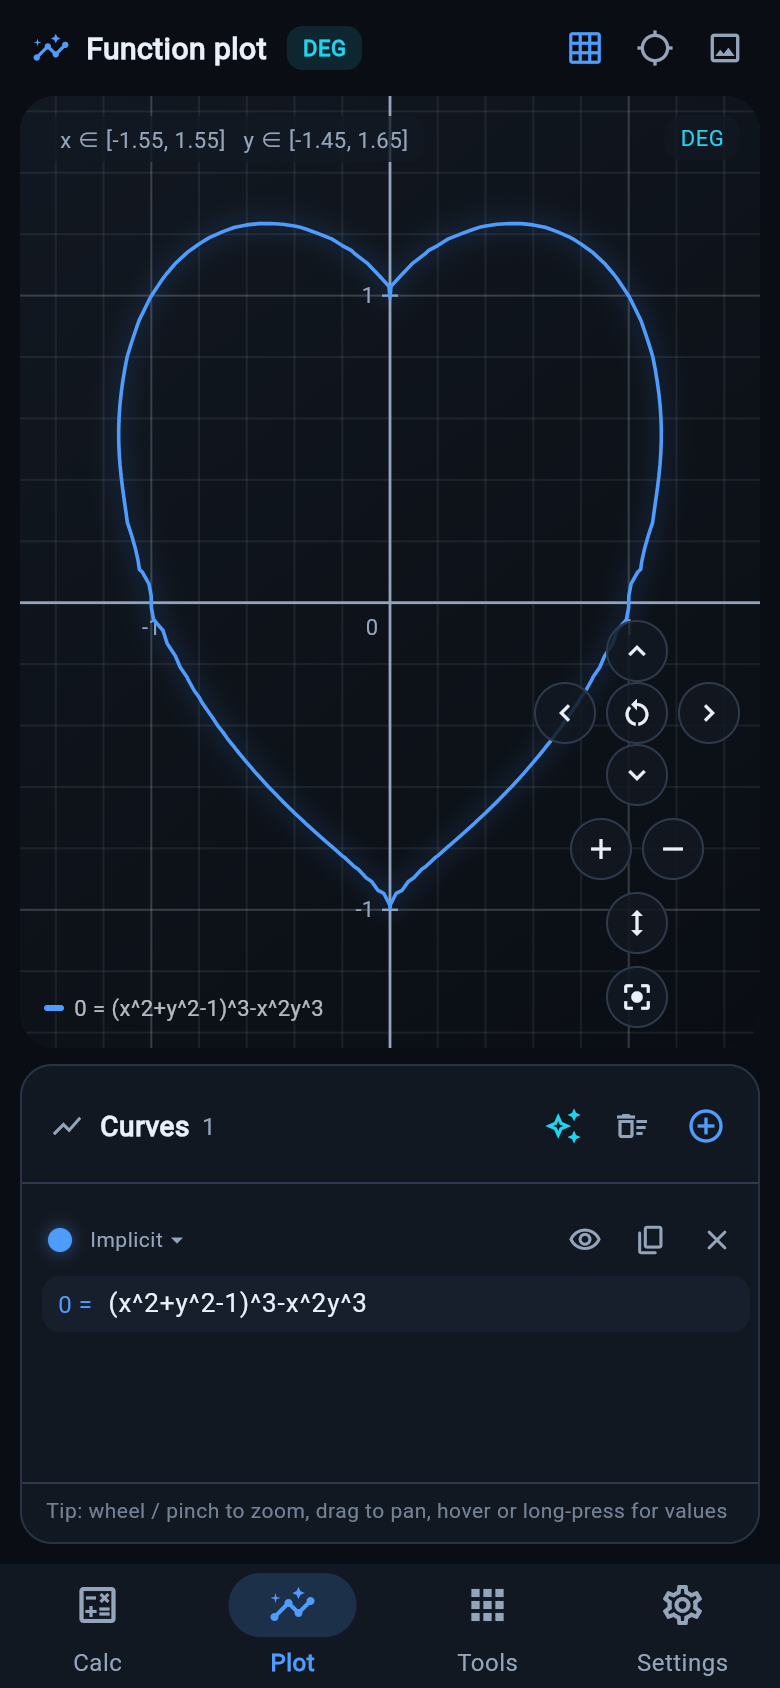 Function plot DEG
x ∈ [-1.55, 1.55] y ∈ [-1.45, 1.65] DEG
1
-1 0
-1
0 = (x^2+y^2-1)^3-x^2y^3
Curves 1
Implicit
0 = (x^2+y^2-1)^3-x^2y^3
Tip: wheel / pinch to zoom, drag to pan, hover or long-press for values
Calc Plot Tools Settings